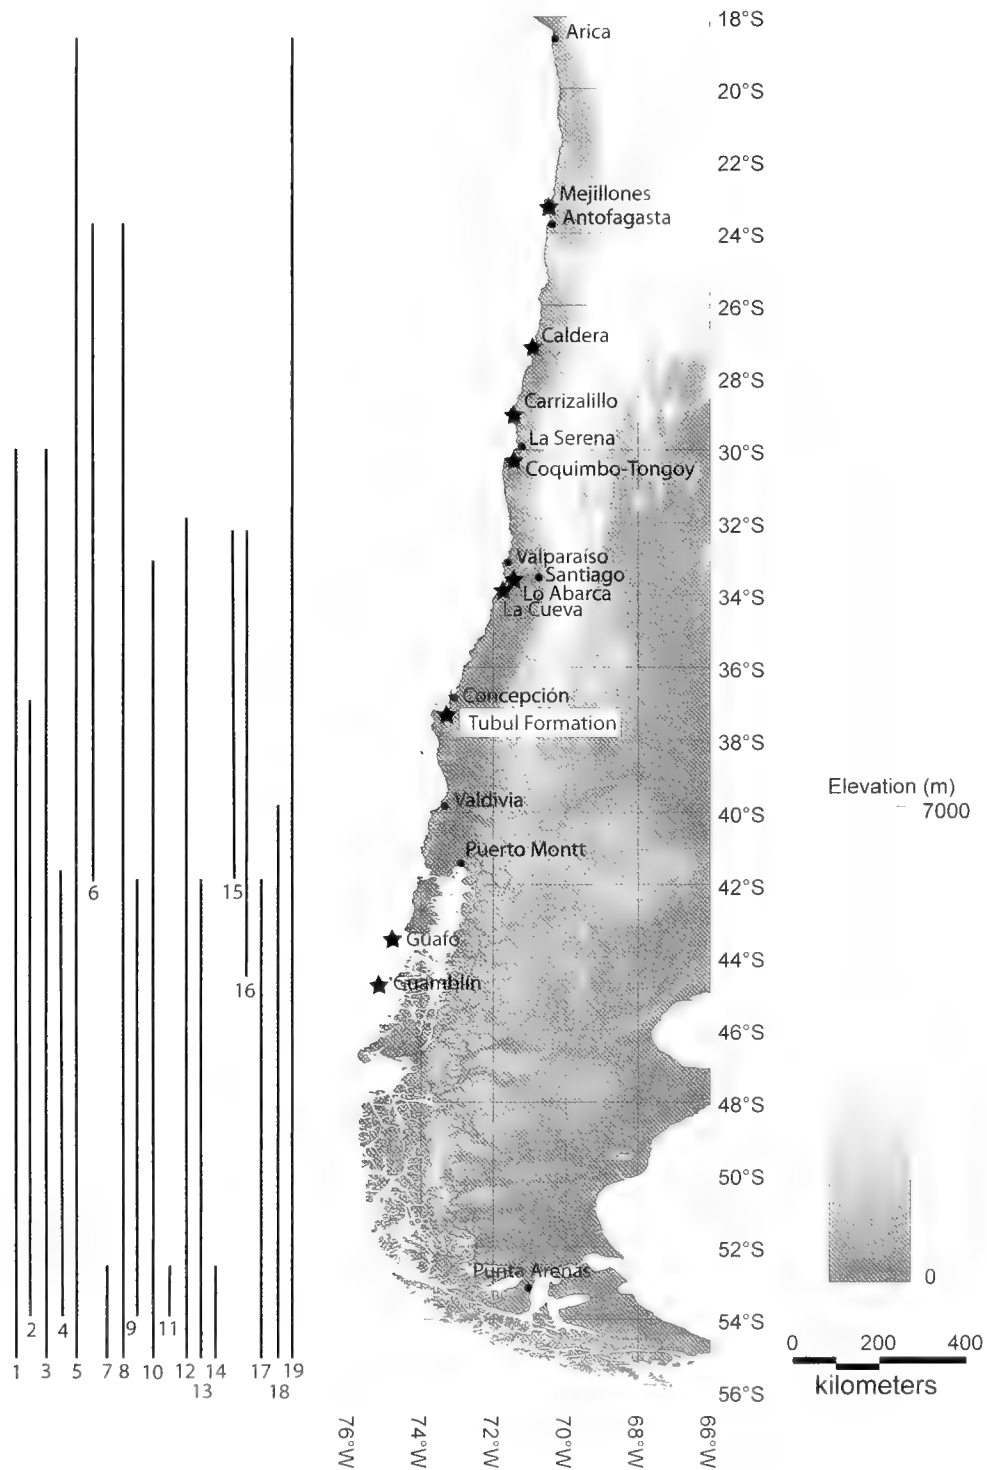 18°S
Arica
20°S
22°S
Mejillones
Antofagasta
24°S
26°S
Caldera
28°S
Carrizalillo
La Serena
30°S
Coquimbo-Tongoy
32°S
Valparaíso
Santiago
Lo Abarca
34°S
La Cueva
36°S
Concepción
Tubul Formation
38°S
Elevation (m)
7000
Valdivia
40°S
Puerto Montt
42°S
6
15
Guafo
44°S
Guamblin
16
46°S
48°S
50°S
52°S
Punta Arenas
0
54°S
2
4
9
11
0 200 400
kilometers
1 3 5 7 8 10 12 14 17 19
13 18
56°S
76°W 74°W 72°W 70°W 68°W 66°W